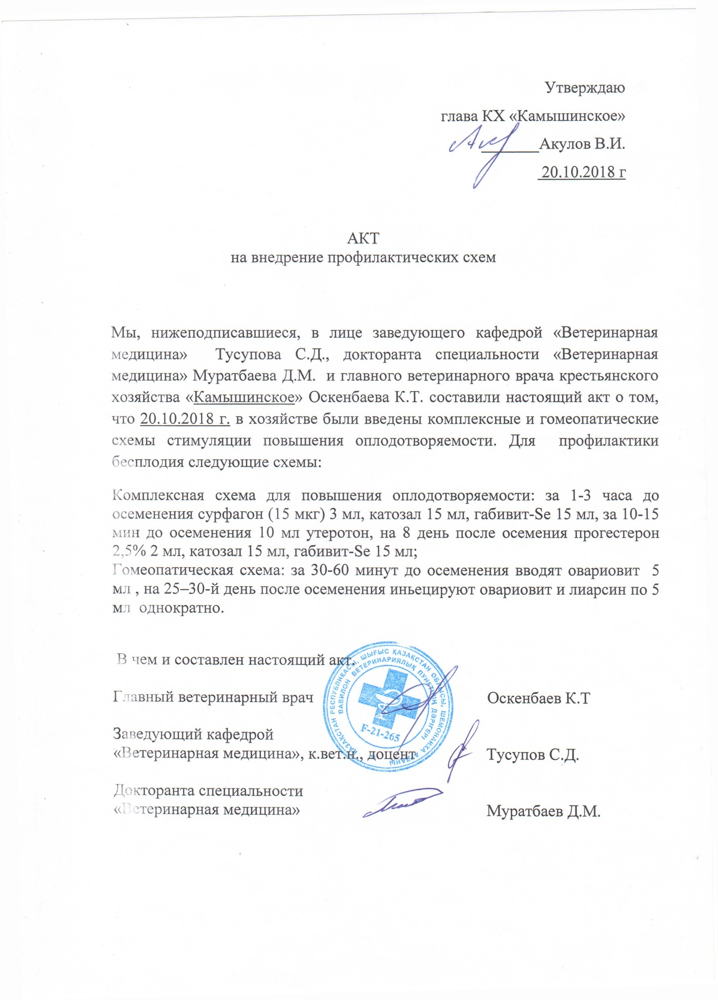 Утверждаю
глава КХ «Камышинское»
_______Акулов В.И.
20.10.2018 г
АКТ
на внедрение профилактических схем
Мы, нижеподписавшиеся, в лице заведующего кафедрой «Ветеринарная
медицина» Тусупова С.Д., докторанта специальности «Ветеринарная
медицина» Муратбаева Д.М. и главного ветеринарного врача крестьянского
хозяйства «Камышинское» Оскенбаева К.Т. составили настоящий акт о том,
что 20.10.2018 г. в хозяйстве были введены комплексные и гомеопатические
схемы стимуляции повышения оплодотворяемости. Для профилактики
бесплодия следующие схемы:
Комплексная схема для повышения оплодотворяемости: за 1-3 часа до
осеменения сурфагон (15 мкг) 3 мл, катозал 15 мл, габивит-Se 15 мл, за 10-15
мин до осеменения 10 мл утеротон, на 8 день после осемения прогестерон
2,5% 2 мл, катозал 15 мл, габивит-Se 15 мл;
Гомеопатическая схема: за 30-60 минут до осеменения вводят овариовит 5
мл , на 25–30-й день после осеменения иньецируют овариовит и лиарсин по 5
мл однократно.
В чем и составлен настоящий акт.
ҚАЗАҚСТАН РЕСПУБЛИКАСЫ, ШЫҒЫС ҚАЗАҚСТАН ОБЛЫСЫ, ШЕМОНАИХА АУДАНЫ
ВАВИЛОН ВЕТЕРИНАРИЯЛЫҚ ПУНКТІНІҢ ДӘРІГЕРІ
F-21-265
Главный ветеринарный врач Оскенбаев К.Т
Заведующий кафедрой
«Ветеринарная медицина», к.вет.н., доцент Тусупов С.Д.
Докторанта специальности
«Ветеринарная медицина» Муратбаев Д.М.